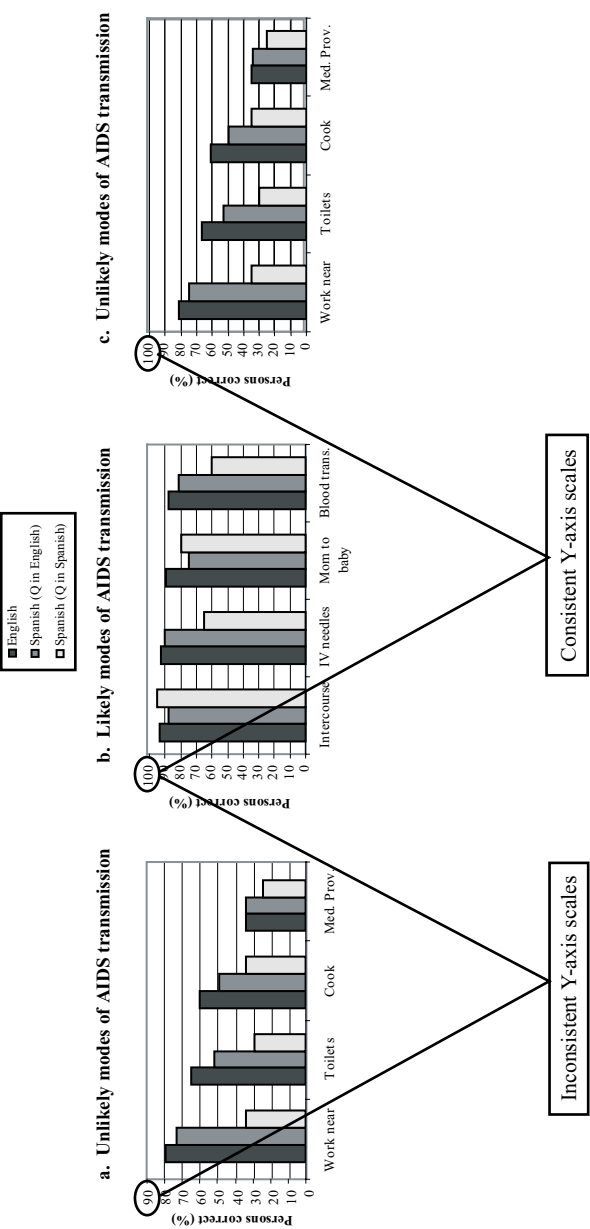 English
Spanish (Q in English)
Spanish (Q in Spanish)
a. Unlikely modes of AIDS transmission
Persons correct (%)
90
80
70
60
50
40
30
20
10
0
Work near
Toilets
Cook
Med. Prov.
b. Likely modes of AIDS transmission
Persons correct (%)
100
90
80
70
60
50
40
30
20
10
0
Intercourse
IV needles
Mom to
baby
Blood trans.
c. Unlikely modes of AIDS transmission
Persons correct (%)
100
90
80
70
60
50
40
30
20
10
0
Work near
Toilets
Cook
Med. Prov.
Inconsistent Y-axis scales
Consistent Y-axis scales